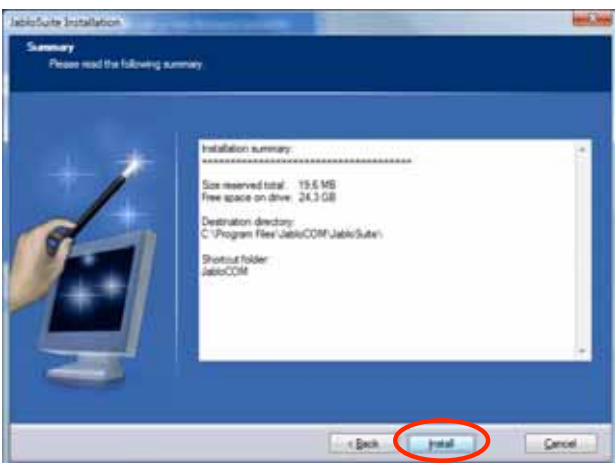 JabloSuite Installation
Summary
Please read the following summary.
Installation summary:
Size reserved total: 19,6 MB
Free space on drive: 24,3 GB
Destination directory:
C:\Program Files\JabloCOM\JabloSuite\
Shortcut folder:
JabloCOM
< Back
Install
Cancel